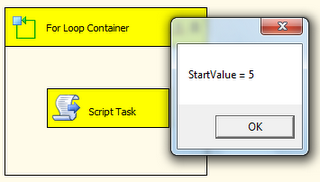 For Loop Container
StartValue = 5
Script Task
OK